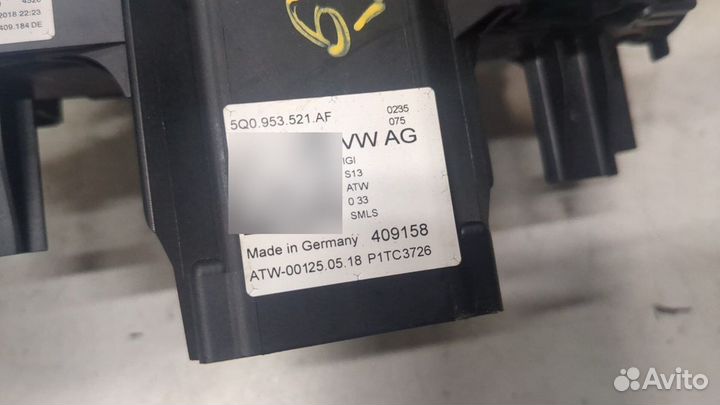 4520
2018 22:23
409.184 DE
5Q0.953.521.AF
0235
075
VW AG
IGI
S13
ATW
0 33
SMLS
Made in Germany 409158
ATW-00125.05.18 P1TC3726
Avito